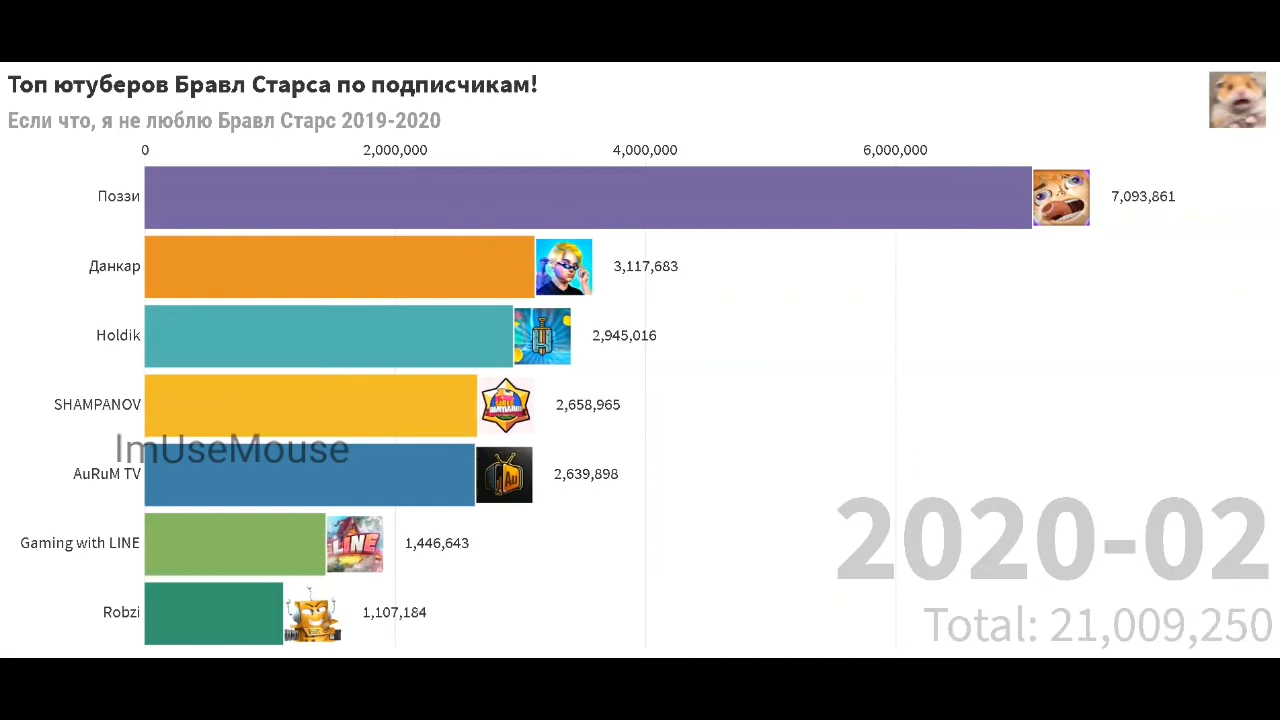 Топ ютуберов Бравл Старса по подписчикам!
Если что, я не люблю Бравл Старс 2019-2020
0 2,000,000 4,000,000 6,000,000
Поззи 7,093,861
Данкар 3,117,683
Holdik 2,945,016
SHAMPANOV 2,658,965
ImUseMouse
AuRuM TV Au 2,639,898
Gaming with LINE LINE 1,446,643
Robzi 1,107,184
2020-02
Total: 21,009,250